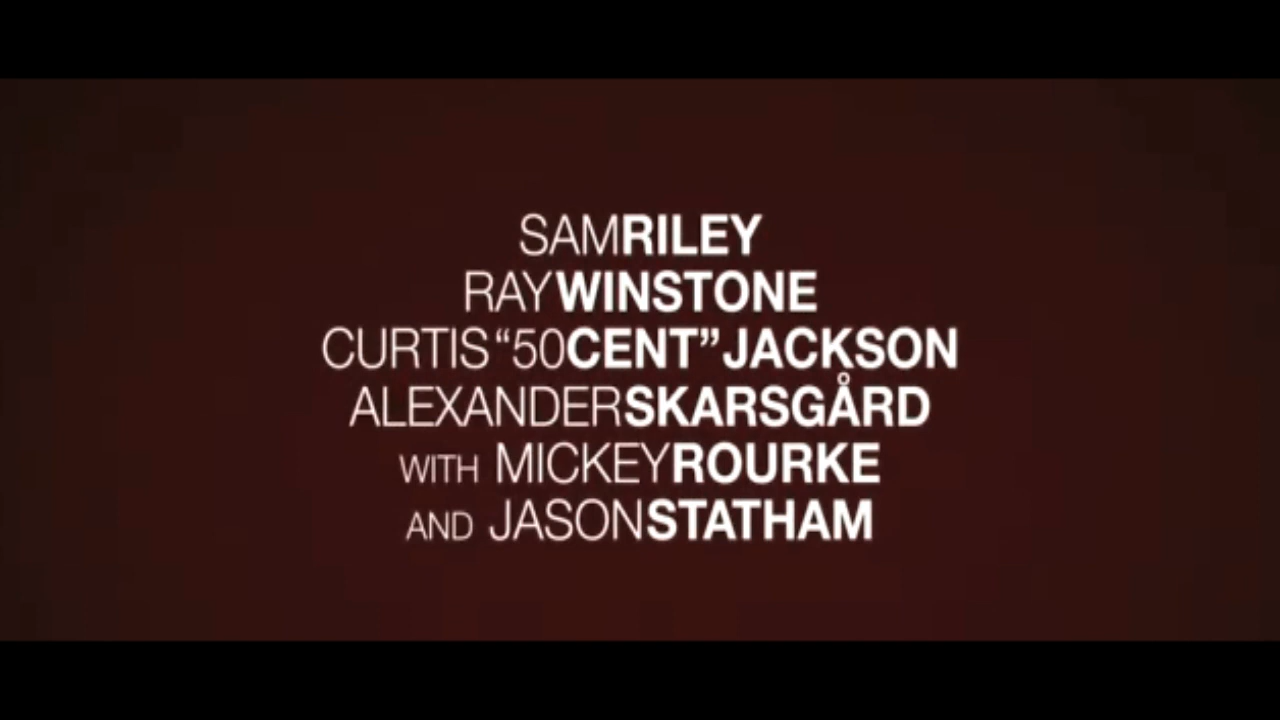 SAMRILEY
RAYWINSTONE
CURTIS“50CENT”JACKSON
ALEXANDERSKARSGÅRD
WITH MICKEYROURKE
AND JASONSTATHAM